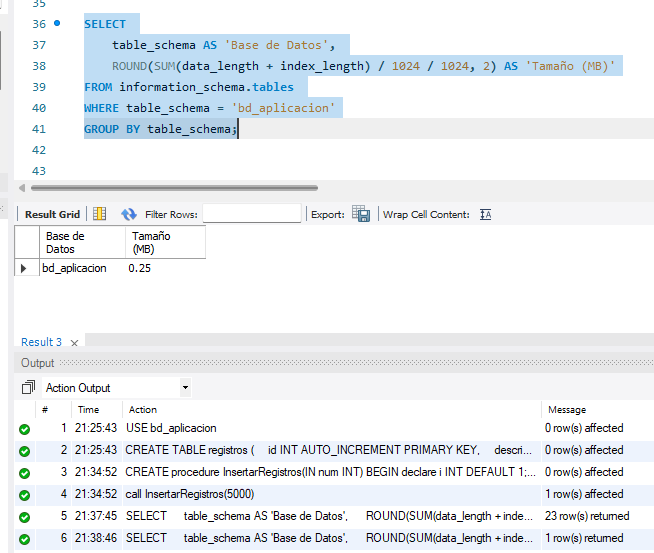 35
36 SELECT
37 table_schema AS 'Base de Datos',
38 ROUND(SUM(data_length + index_length) / 1024 / 1024, 2) AS 'Tamaño (MB)'
39 FROM information_schema.tables
40 WHERE table_schema = 'bd_aplicacion'
41 GROUP BY table_schema;
42
43
Result Grid Filter Rows: Export: Wrap Cell Content:
Base de Datos Tamaño (MB)
bd_aplicacion 0.25
Result 3 ×
Output
Action Output
# Time Action Message
1 21:25:43 USE bd_aplicacion 0 row(s) affected
2 21:25:43 CREATE TABLE registros ( id INT AUTO_INCREMENT PRIMARY KEY, descri... 0 row(s) affected
3 21:34:52 CREATE procedure InsertarRegistros(IN num INT) BEGIN declare i INT DEFAULT 1;... 0 row(s) affected
4 21:34:52 call InsertarRegistros(5000) 1 row(s) affected
5 21:37:45 SELECT table_schema AS 'Base de Datos', ROUND(SUM(data_length + inde... 23 row(s) returned
6 21:38:46 SELECT table_schema AS 'Base de Datos', ROUND(SUM(data_length + inde... 1 row(s) returned